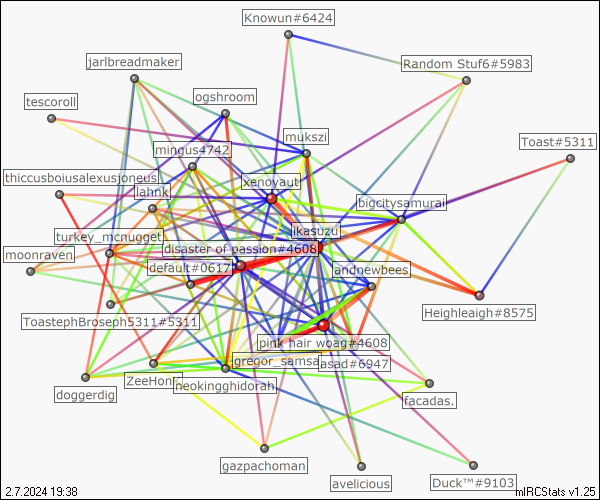 Knowun#6424
jarlbreadmaker
Random Stuf6#5983
tescoroll
ogshroom
mukszi
Toast#5311
mingus4742
thiccusboiusalexusjoneus
xenoyaut
lahnk
bigcitysamurai
ikasuzu
turkey_mcnugget
disaster of passion#4608
moonraven
default#0617
andnewbees
ToastephBroseph5311#5311
Heighleaigh#8575
pink hair woag#4608
gregor_samsa
asad#6947
ZeeHont
neokingghidorah
doggerdig
facadas.
gazpachoman
avelicious
Duck™#9103
2.7.2024 19:38
mIRCStats v1.25